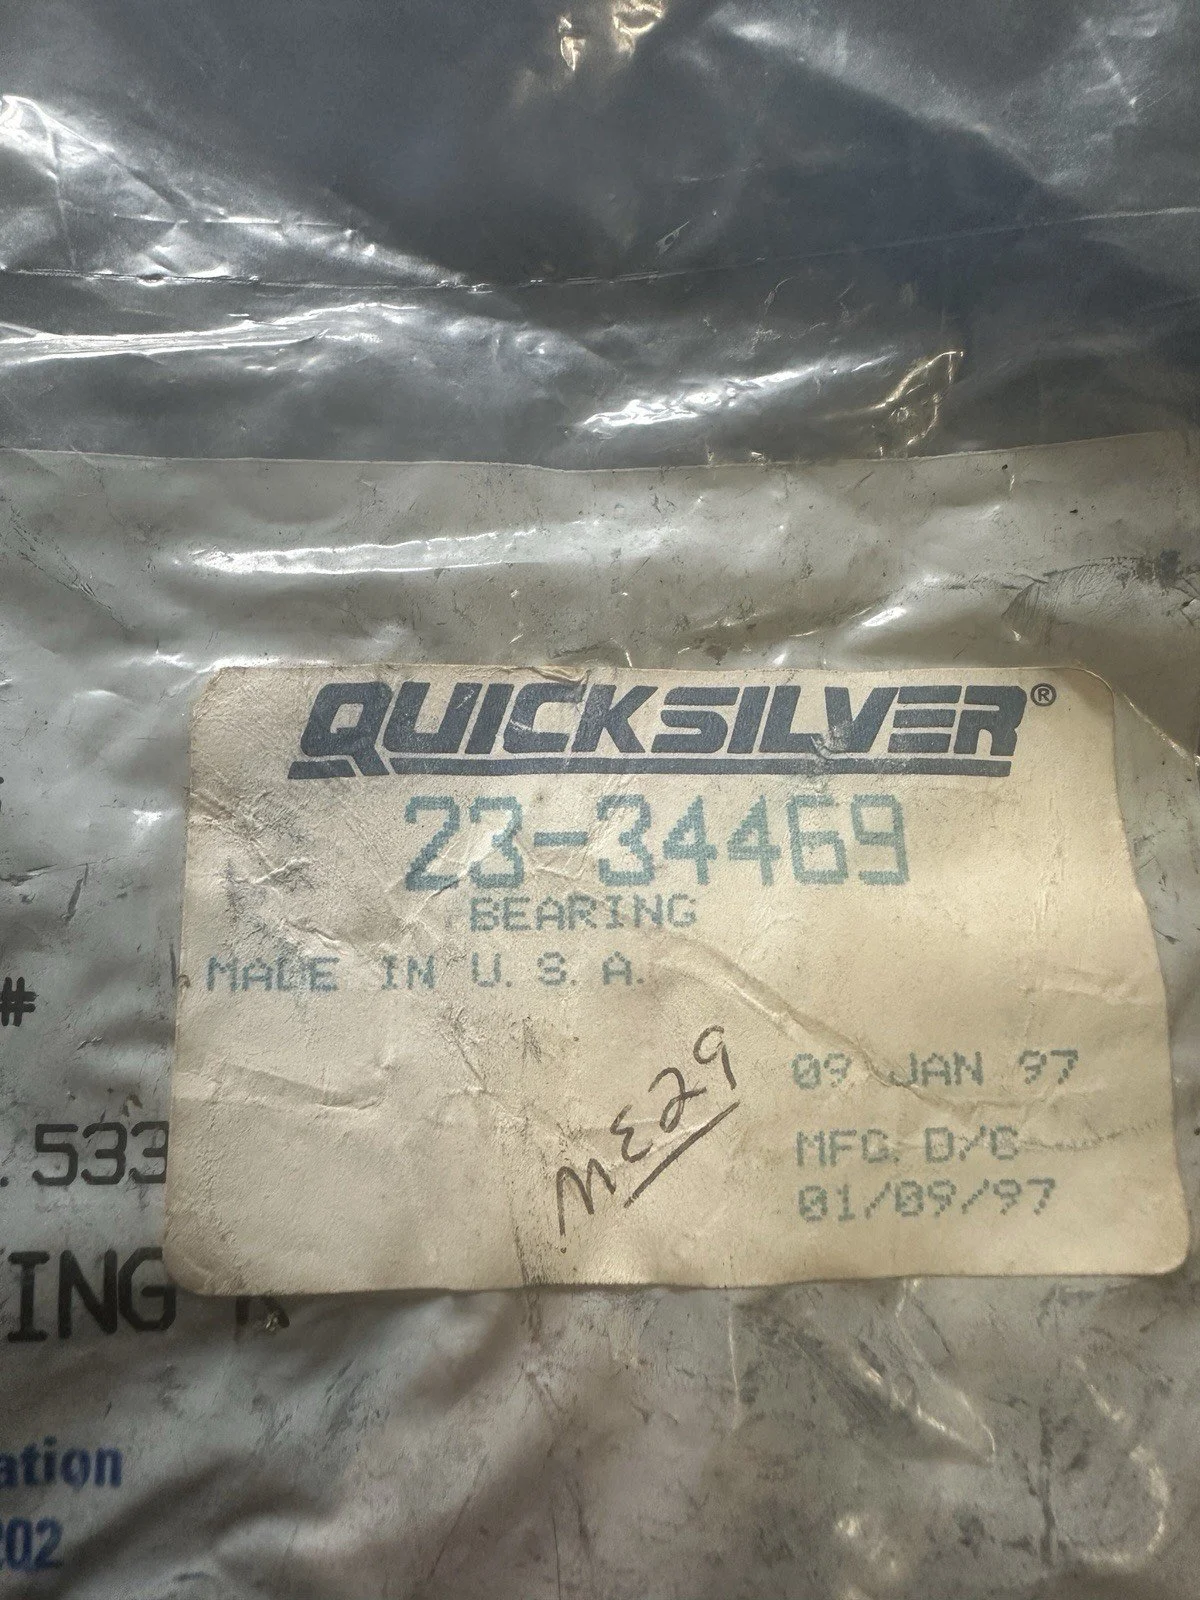 QUICKSILVER®
23-34469
BEARING
MADE IN U.S.A.
ME29
09 JAN 97
MFG. D/C
01/09/97
#
533
ING
ation
202